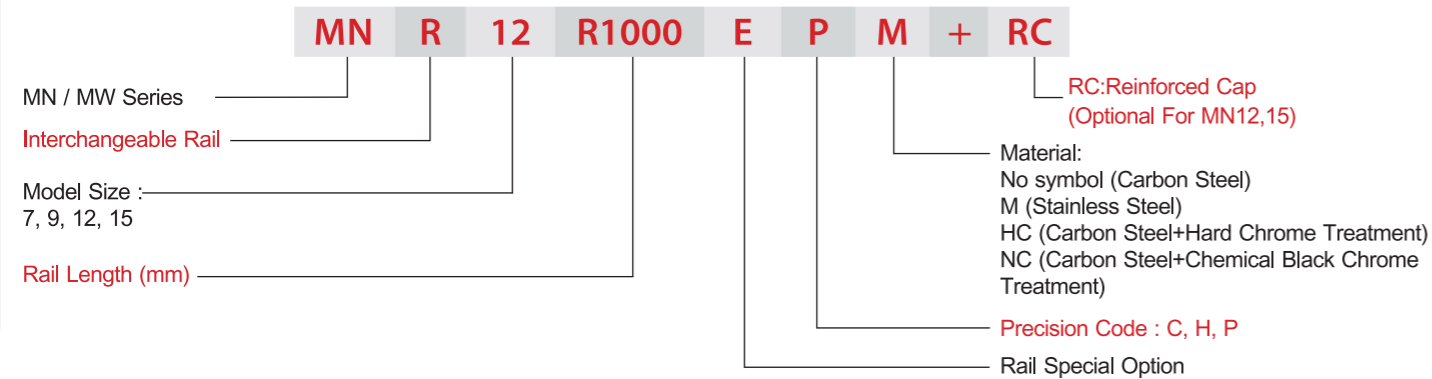 MN R 12 R1000 E P M + RC
MN / MW Series
Interchangeable Rail
Model Size :
7, 9, 12, 15
Rail Length (mm)
RC:Reinforced Cap
(Optional For MN12,15)
Material:
No symbol (Carbon Steel)
M (Stainless Steel)
HC (Carbon Steel+Hard Chrome Treatment)
NC (Carbon Steel+Chemical Black Chrome
Treatment)
Precision Code : C, H, P
Rail Special Option